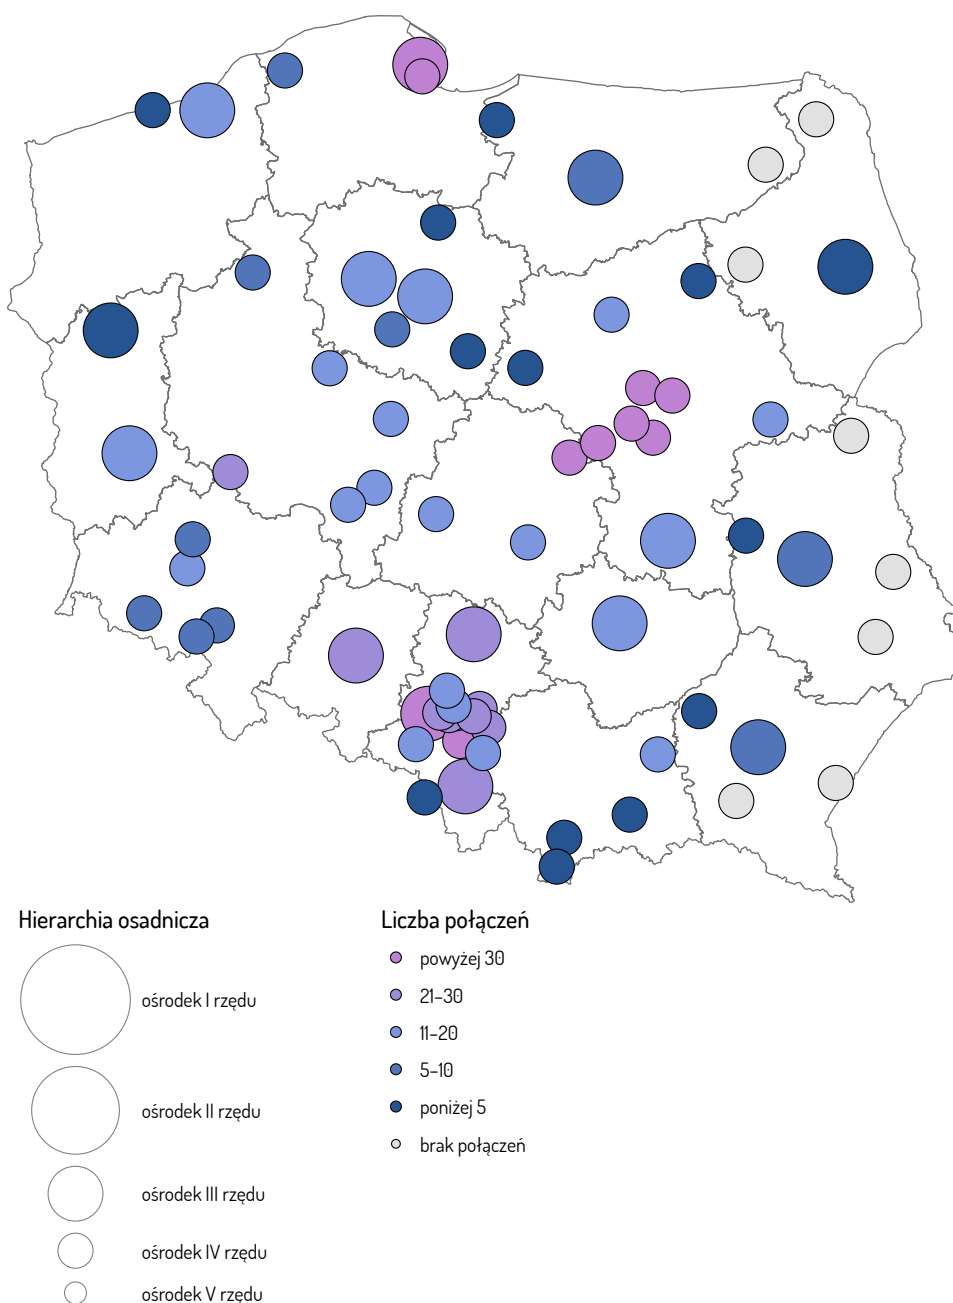 Hierarchia osadnicza
ośrodek I rzędu
ośrodek II rzędu
ośrodek III rzędu
ośrodek IV rzędu
ośrodek V rzędu
Liczba połączeń
powyżej 30
21–30
11–20
5–10
poniżej 5
brak połączeń